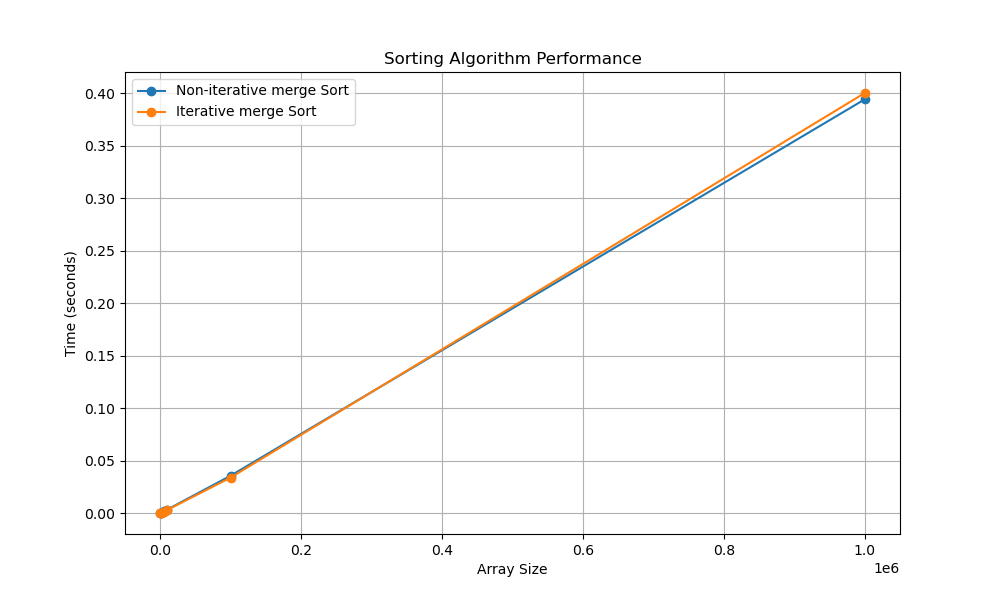 Sorting Algorithm Performance
Non-iterative merge Sort
Iterative merge Sort
0.40
0.35
0.30
0.25
0.20
0.15
0.10
0.05
0.00
Time (seconds)
0.0 0.2 0.4 0.6 0.8 1.0
1e6
Array Size